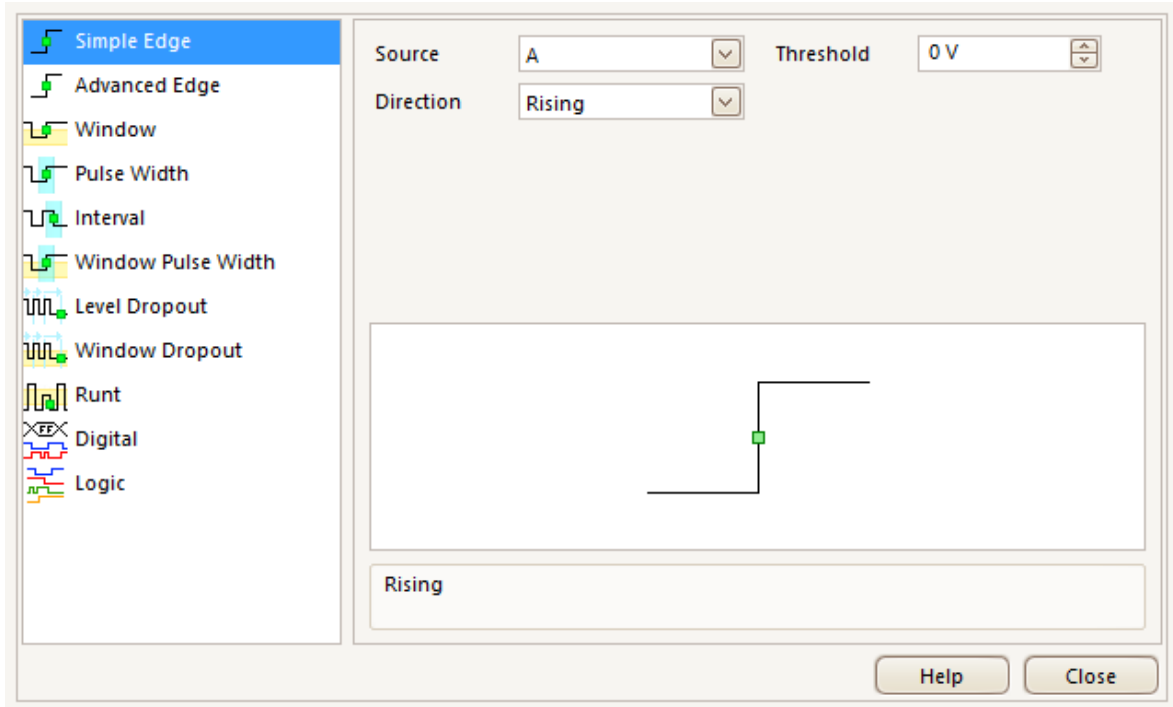 Simple Edge
Advanced Edge
Window
Pulse Width
Interval
Window Pulse Width
Level Dropout
Window Dropout
Runt
FF
Digital
Logic
Source A Threshold 0 V
Direction Rising
Rising
Help Close